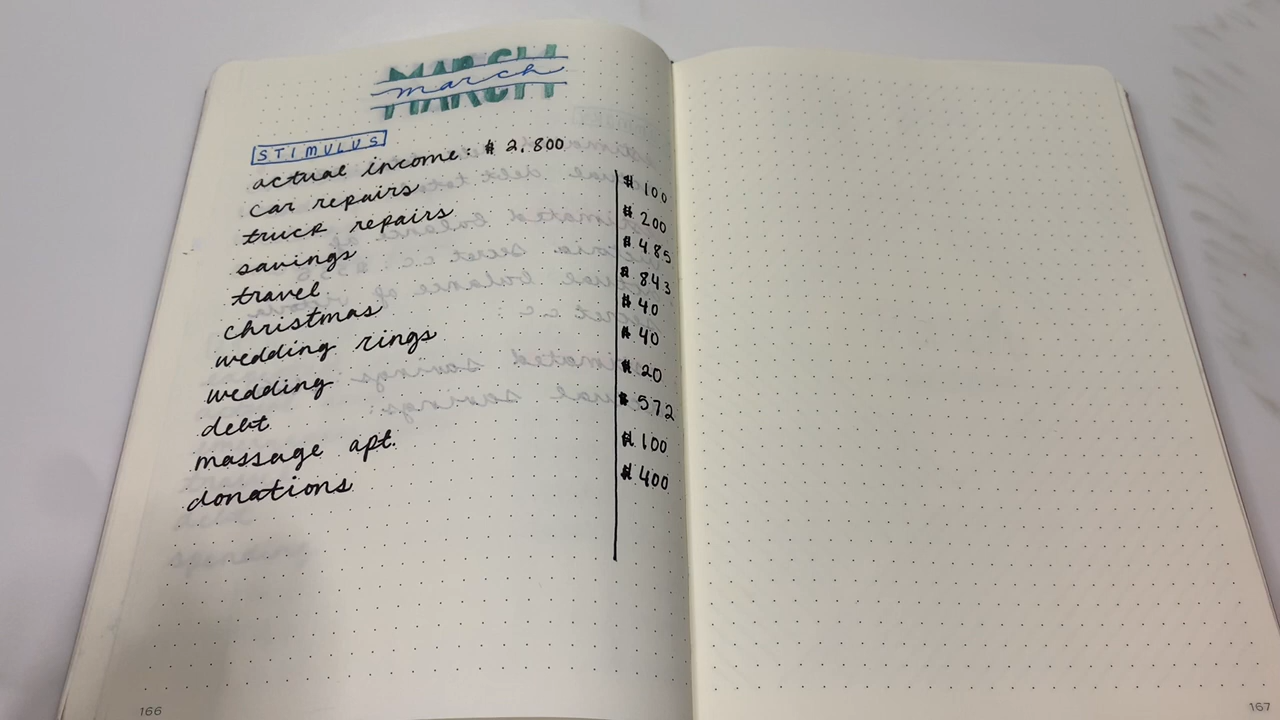 MARCH
march
STIMULUS
actual income: $ 2,800
car repairs $ 100
truck repairs $ 200
savings $ 485
travel $ 843
christmas $ 40
wedding rings $ 40
wedding $ 20
debt $ 572
massage apt. $ 100
donations $ 400
166
167